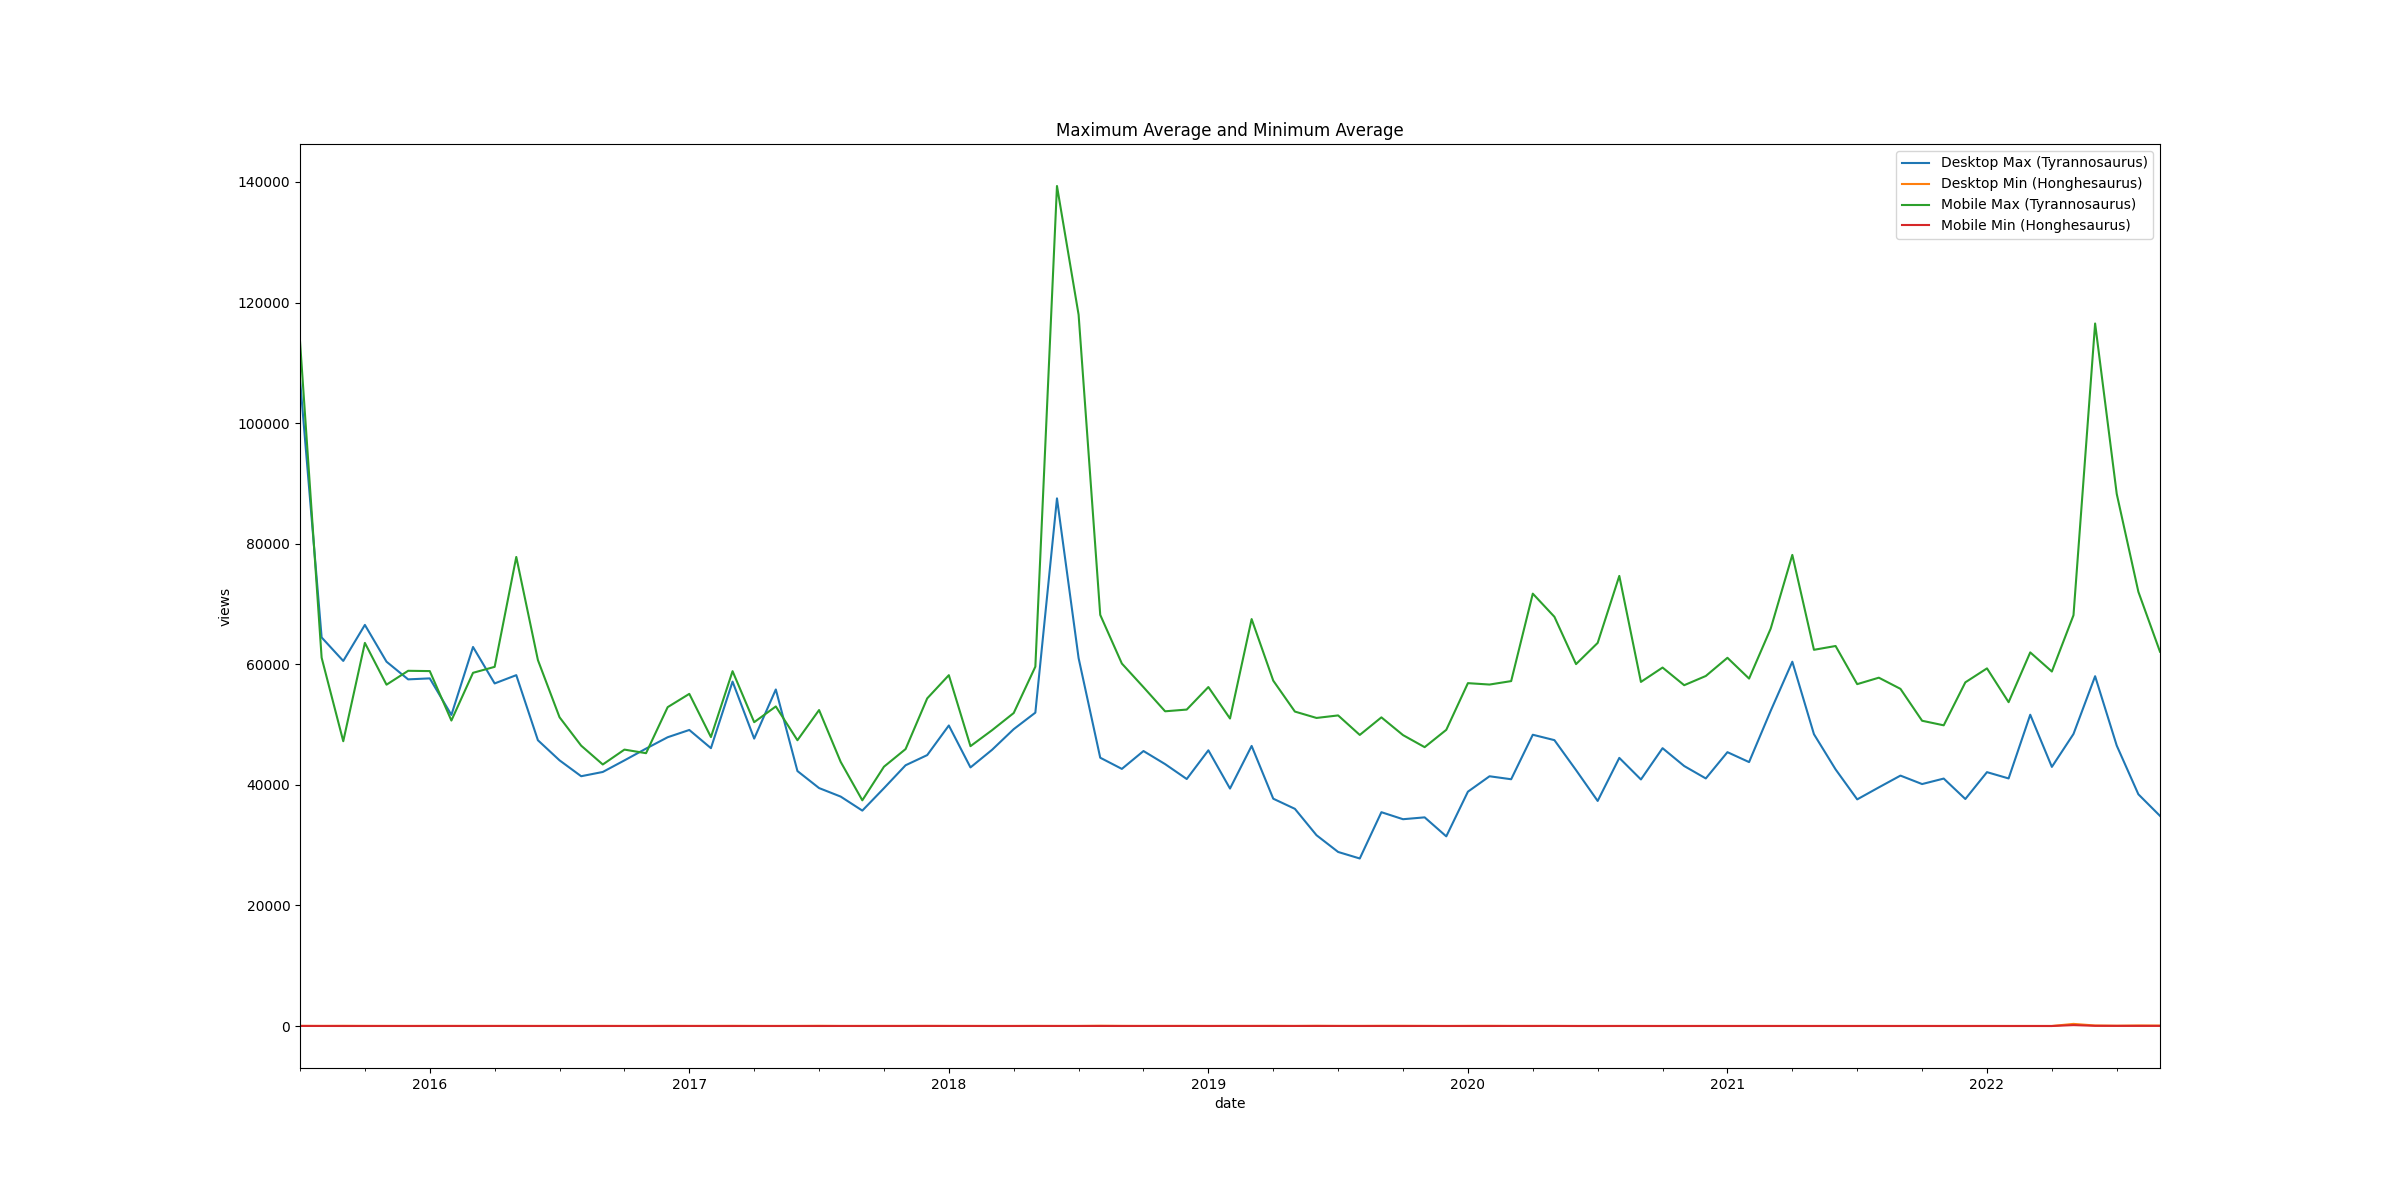 Maximum Average and Minimum Average
Desktop Max (Tyrannosaurus)
Desktop Min (Honghesaurus)
Mobile Max (Tyrannosaurus)
Mobile Min (Honghesaurus)
140000
120000
100000
80000
60000
40000
20000
0
views
2016 2017 2018 2019 2020 2021 2022
date